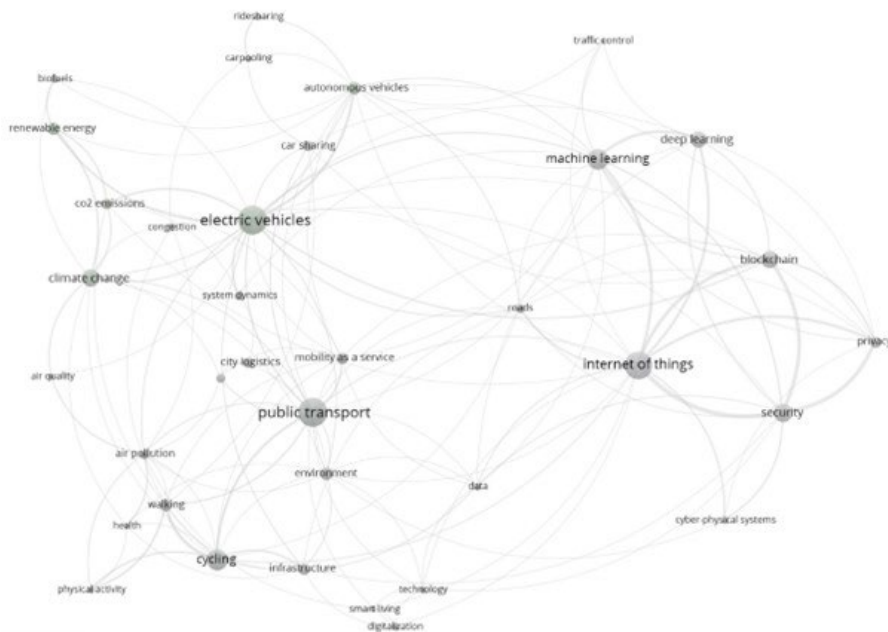 ridesharing
traffic control
carpooling
biofuels
autonomous vehicles
renewable energy
deep learning
car sharing
machine learning
co2 emissions
electric vehicles
congestion
blockchain
climate change
system dynamics
roads
privacy
mobility as a service
city logistics
internet of things
air quality
public transport
security
air pollution
environment
data
walking
cyber-physical systems
health
cycling
infrastructure
physical activity
technology
smart living
digitalization